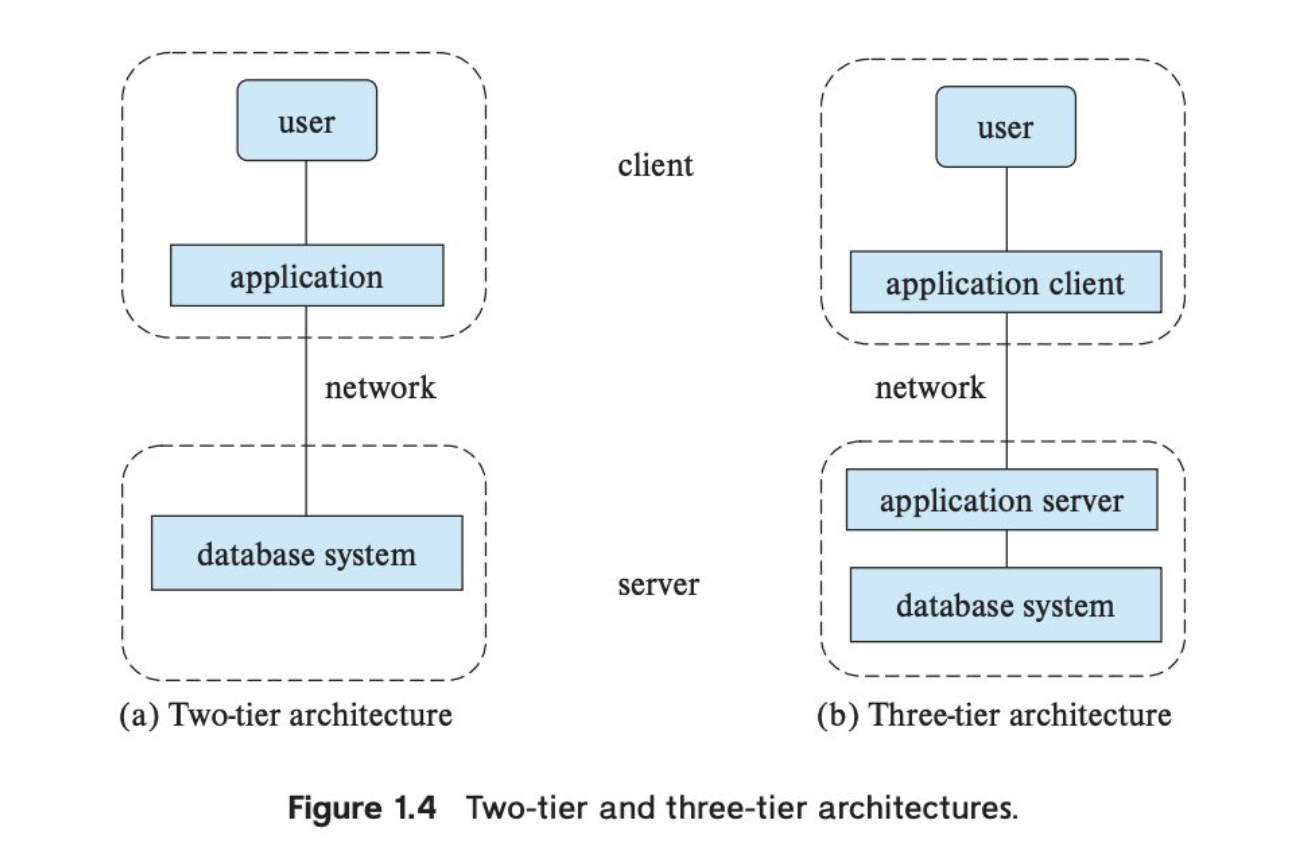 user
application
network
database system
(a) Two-tier architecture
client
server
user
application client
network
application server
database system
(b) Three-tier architecture
Figure 1.4 Two-tier and three-tier architectures.